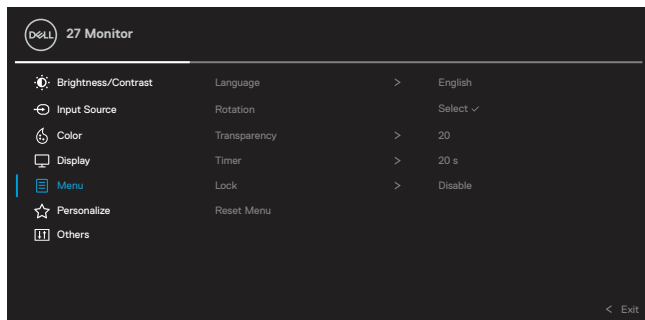 DELL 27 Monitor
Brightness/Contrast Language > English
Input Source Rotation Select ✓
Color Transparency > 20
Display Timer > 20 s
Menu Lock > Disable
Personalize Reset Menu
Others
< Exit